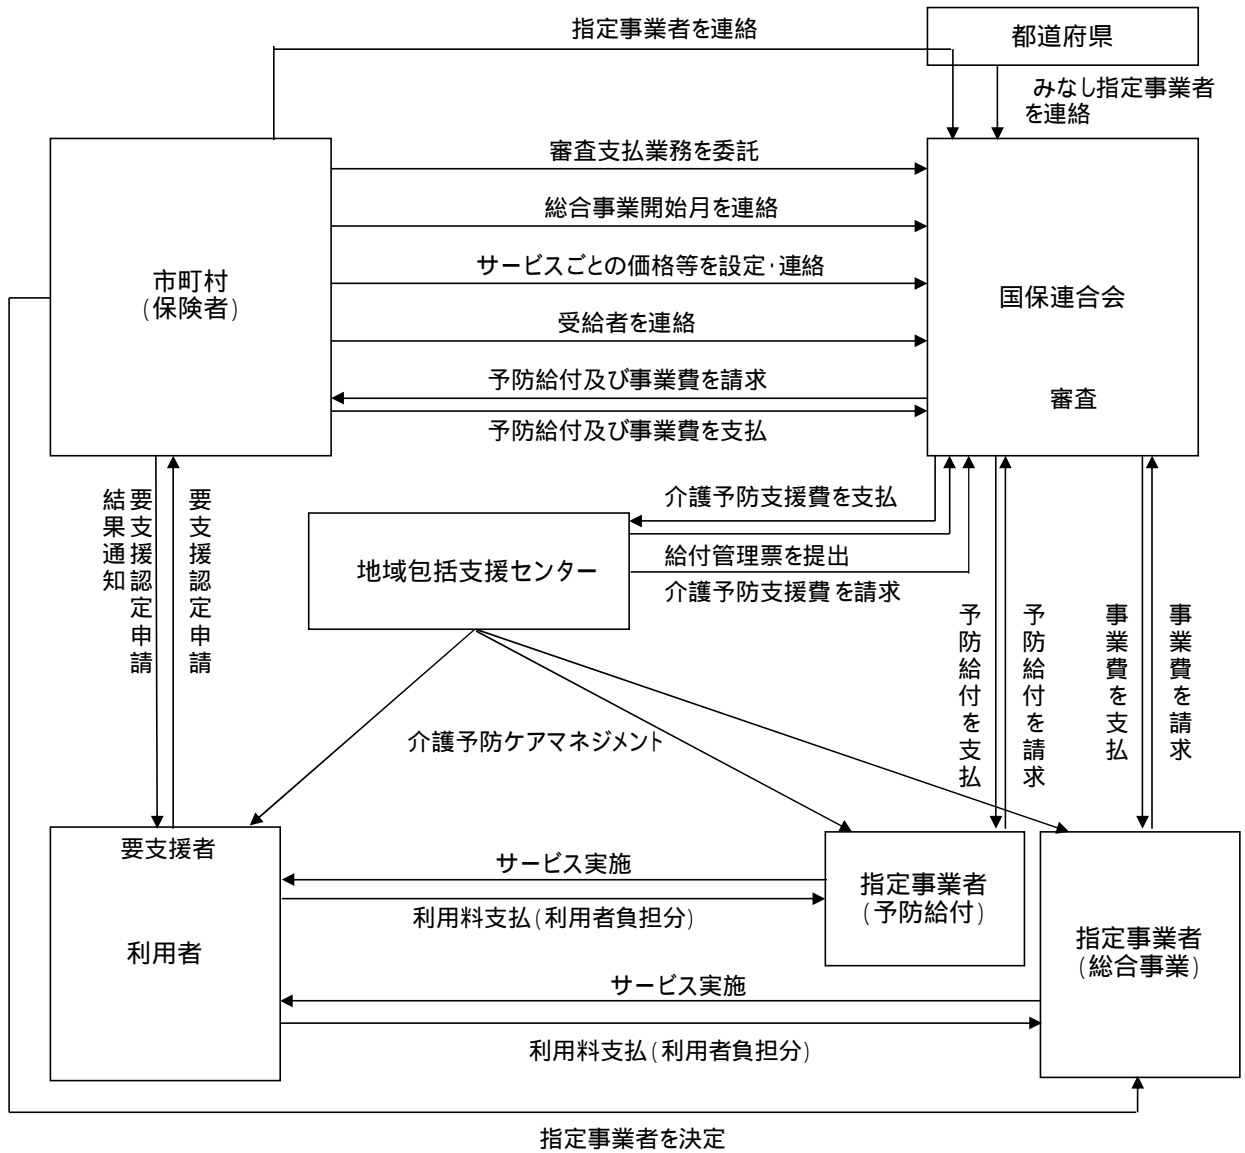 指定事業者を連絡
都道府県
みなし指定事業者
を連絡
審査支払業務を委託
総合事業開始月を連絡
サービスごとの価格等を設定・連絡
市町村
(保険者)
国保連合会
受給者を連絡
予防給付及び事業費を請求
審査
予防給付及び事業費を支払
要支援認定申請
結果通知
要支援認定申請
介護予防支援費を支払
地域包括支援センター
給付管理票を提出
介護予防支援費を請求
予防給付を支払
予防給付を請求
事業費を支払
事業費を請求
介護予防ケアマネジメント
要支援者
利用者
サービス実施
利用料支払(利用者負担分)
指定事業者
(予防給付)
指定事業者
(総合事業)
サービス実施
利用料支払(利用者負担分)
指定事業者を決定